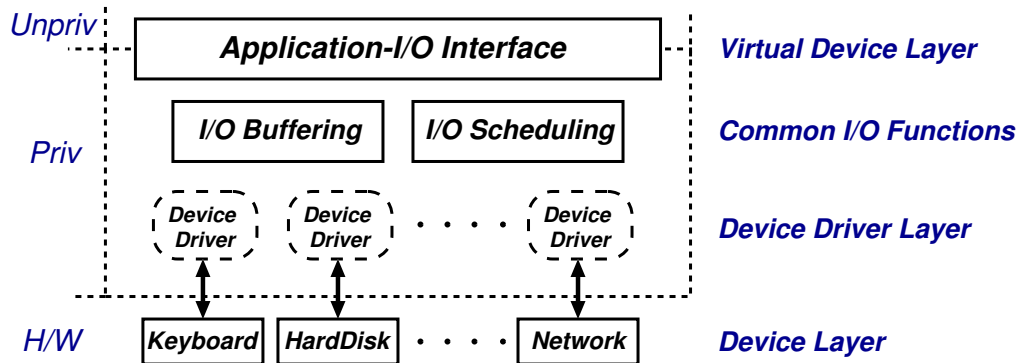 Unpriv
Application-I/O Interface
Virtual Device Layer
Priv
I/O Buffering
I/O Scheduling
Common I/O Functions
Device
Driver
Device
Driver
Device
Driver
Device Driver Layer
H/W
Keyboard
HardDisk
Network
Device Layer